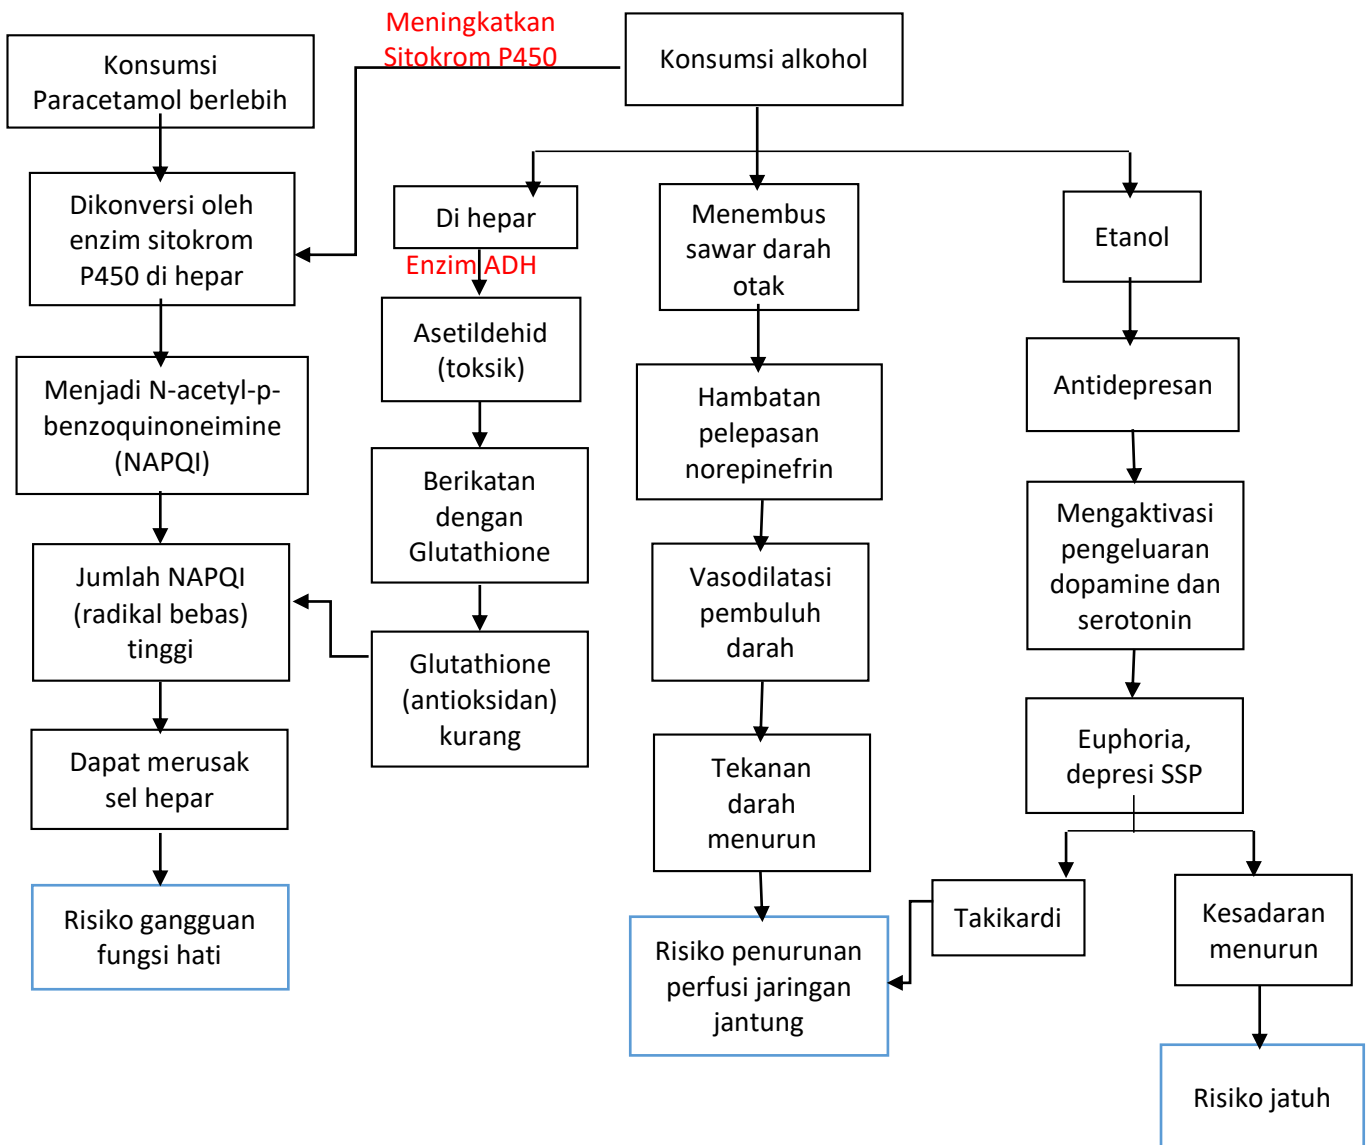 Meningkatkan
Sitokrom P450
Konsumsi
Paracetamol berlebih
Konsumsi alkohol
Dikonversi oleh
enzim sitokrom
P450 di hepar
Di hepar
Enzim ADH
Menembus
sawar darah
otak
Etanol
Asetildehid
(toksik)
Menjadi N-acetyl-p-
benzoquinoneimine
(NAPQI)
Hambatan
pelepasan
norepinefrin
Antidepresan
Berikatan
dengan
Glutathione
Mengaktivasi
pengeluaran
dopamine dan
serotonin
Jumlah NAPQI
(radikal bebas)
tinggi
Vasodilatasi
pembuluh
darah
Glutathione
(antioksidan)
kurang
Dapat merusak
sel hepar
Tekanan
darah
menurun
Euphoria,
depresi SSP
Risiko gangguan
fungsi hati
Risiko penurunan
perfusi jaringan
jantung
Takikardi
Kesadaran
menurun
Risiko jatuh